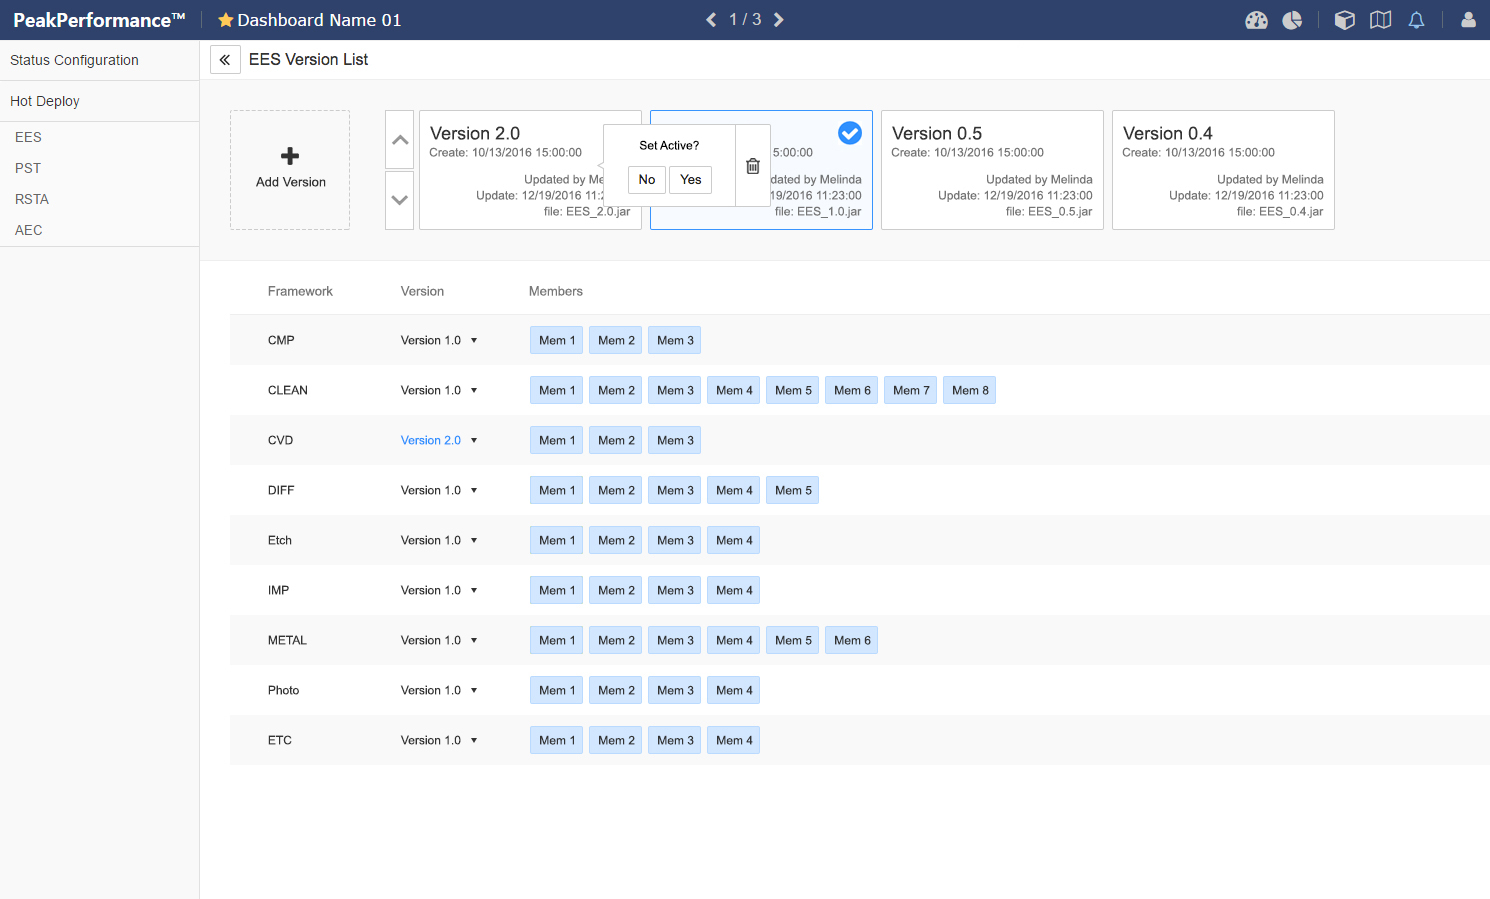 PeakPerformance™
Dashboard Name 01
1 / 3
Status Configuration
Hot Deploy
EES
PST
RSTA
AEC
EES Version List
Add Version
Version 2.0
Create: 10/13/2016 15:00:00
Updated by Me
Update: 12/19/2016 11:2
file: EES_2.0.jar
Set Active?
No Yes
5:00:00
dated by Melinda
19/2016 11:23:00
file: EES_1.0.jar
Version 0.5
Create: 10/13/2016 15:00:00
Updated by Melinda
Update: 12/19/2016 11:23:00
file: EES_0.5.jar
Version 0.4
Create: 10/13/2016 15:00:00
Updated by Melinda
Update: 12/19/2016 11:23:00
file: EES_0.4.jar
Framework Version Members
CMP Version 1.0 Mem 1 Mem 2 Mem 3
CLEAN Version 1.0 Mem 1 Mem 2 Mem 3 Mem 4 Mem 5 Mem 6 Mem 7 Mem 8
CVD Version 2.0 Mem 1 Mem 2 Mem 3
DIFF Version 1.0 Mem 1 Mem 2 Mem 3 Mem 4 Mem 5
Etch Version 1.0 Mem 1 Mem 2 Mem 3 Mem 4
IMP Version 1.0 Mem 1 Mem 2 Mem 3 Mem 4
METAL Version 1.0 Mem 1 Mem 2 Mem 3 Mem 4 Mem 5 Mem 6
Photo Version 1.0 Mem 1 Mem 2 Mem 3 Mem 4
ETC Version 1.0 Mem 1 Mem 2 Mem 3 Mem 4